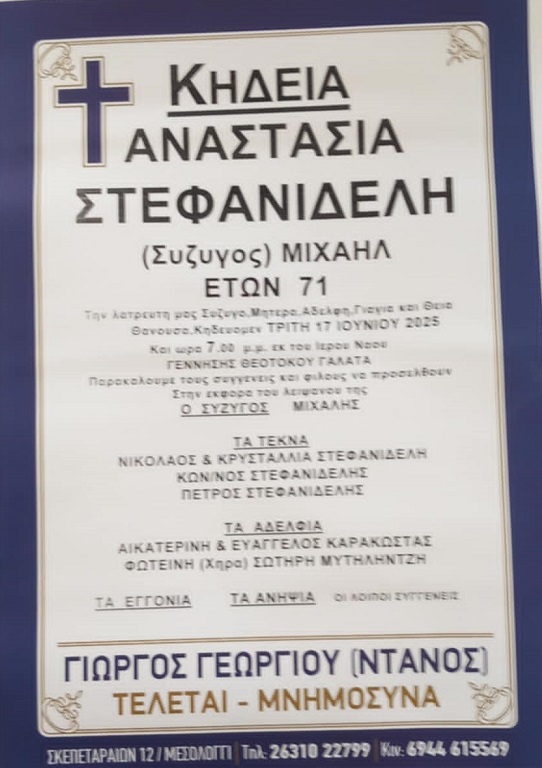 ΚΗΔΕΙΑ
ΑΝΑΣΤΑΣΙΑ
ΣΤΕΦΑΝΙΔΕΛΗ
(Συζυγος) ΜΙΧΑΗΛ
ΕΤΩΝ 71
Την λατρευτη μας Συζυγο,Μητερα,Αδελφη,Γιαγια και Θεια
Θανουσα,Κηδευομεν ΤΡΙΤΗ 17 ΙΟΥΝΙΟΥ 2025
Και ωρα 7.00 μ.μ. εκ του Ιερου Ναου
ΓΕΝΝΗΣΗΣ ΘΕΟΤΟΚΟΥ ΓΑΛΑΤΑ
Παρακαλουμε τους συγγενεις και φιλους να προσελθουν
Στην εκφορα του λειψανου της
Ο ΣΥΖΥΓΟΣ ΜΙΧΑΛΗΣ
ΤΑ ΤΕΚΝΑ
ΝΙΚΟΛΑΟΣ & ΚΡΥΣΤΑΛΛΙΑ ΣΤΕΦΑΝΙΔΕΛΗ
ΚΩΝ/ΝΟΣ ΣΤΕΦΑΝΙΔΕΛΗΣ
ΠΕΤΡΟΣ ΣΤΕΦΑΝΙΔΕΛΗΣ
ΤΑ ΑΔΕΛΦΙΑ
ΑΙΚΑΤΕΡΙΝΗ & ΕΥΑΓΓΕΛΟΣ ΚΑΡΑΚΩΣΤΑΣ
ΦΩΤΕΙΝΗ (Χηρα) ΣΩΤΗΡΗ ΜΥΤΗΛΗΝΤΖΗ
ΤΑ ΕΓΓΟΝΙΑ ΤΑ ΑΝΗΨΙΑ ΟΙ ΛΟΙΠΟΙ ΣΥΓΓΕΝΕΙΣ
ΓΙΩΡΓΟΣ ΓΕΩΡΓΙΟΥ (ΝΤΑΝΟΣ)
ΤΕΛΕΤΑΙ - ΜΝΗΜΟΣΥΝΑ
ΣΚΕΠΕΤΑΡΑΙΩΝ 12 / ΜΕΣΟΛΟΓΓΙ | Τηλ: 26310 22799 | Κιν: 6944 615569